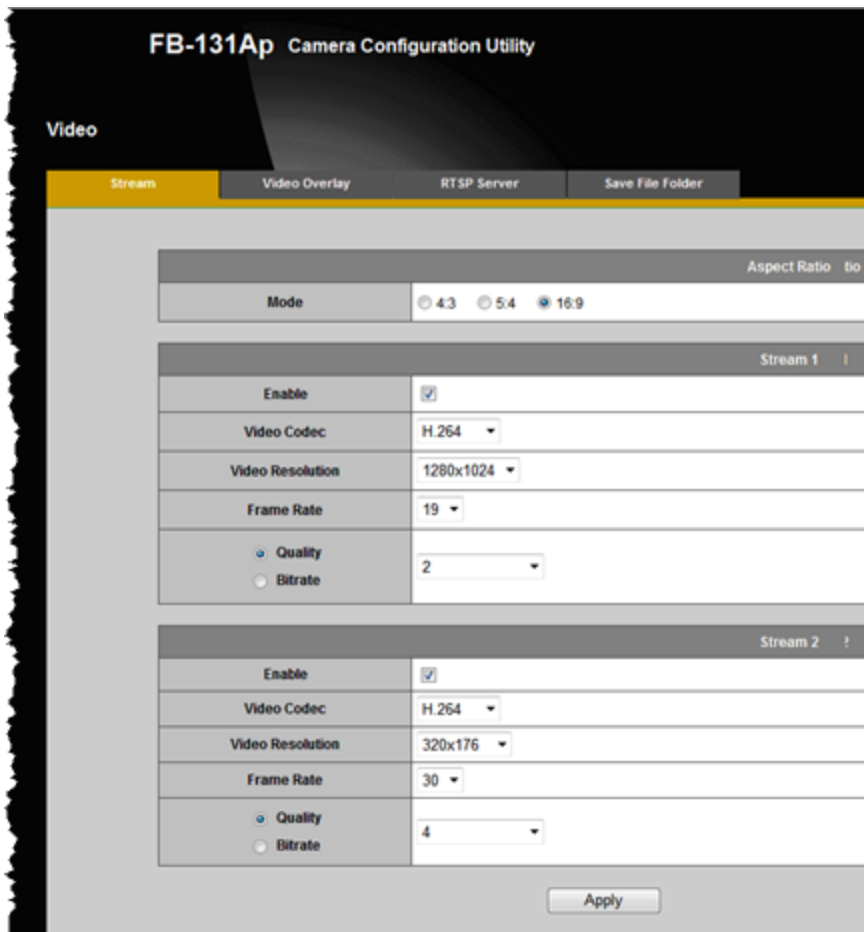 FB-131Ap Camera Configuration Utility
Video
Stream Video Overlay RTSP Server Save File Folder
Aspect Ratio tio
Mode 4:3 5:4 16:9
Stream 1
Enable
Video Codec H.264
Video Resolution 1280x1024
Frame Rate 19
Quality
Bitrate
2
Stream 2
Enable
Video Codec H.264
Video Resolution 320x176
Frame Rate 30
Quality
Bitrate
4
Apply